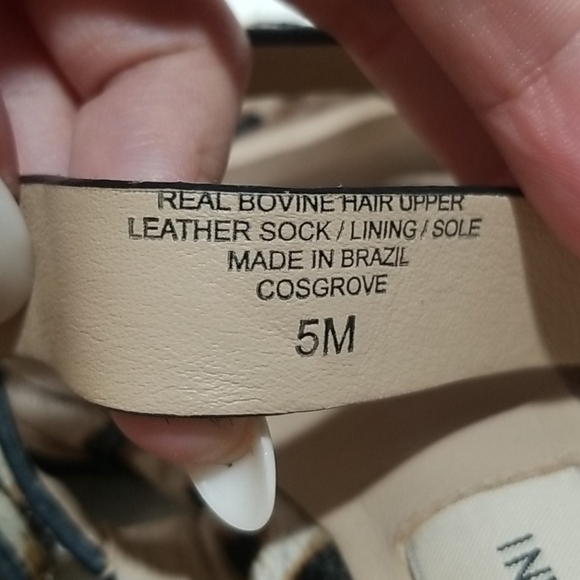 REAL BOVINE HAIR UPPER
LEATHER SOCK / LINING / SOLE
MADE IN BRAZIL
COSGROVE
5M